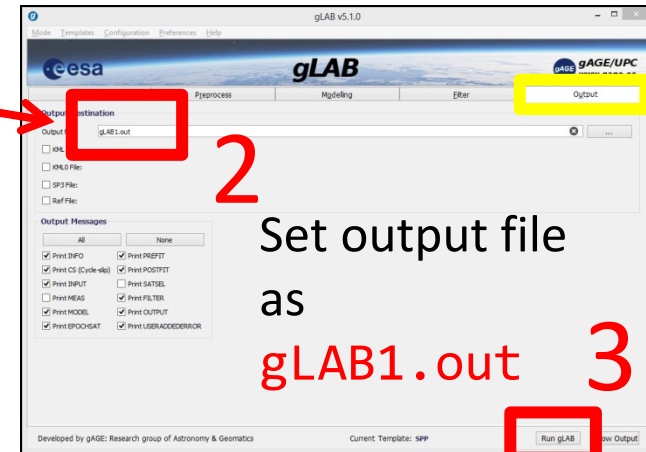 gLAB v5.1.0
Mode Templates Configuration Preferences Help
esa gLAB gAGE gAGE/UPC
Preprocess Modeling Filter Output
Output Destination
Output gLAB1.out ...
KML
KML0 File:
SP3 File:
Ref File:
2
Output Messages
All None
Print INFO Print PREFIT
Print CS (Cycle-slip) Print POSTFIT
Print INPUT Print SATSEL
Print MEAS Print FILTER
Print MODEL Print OUTPUT
Print EPOCHSAT Print USERADDEDERROR
Set output file
as
gLAB1.out
3
Developed by gAGE: Research group of Astronomy & Geomatics Current Template: SPP Run gLAB ow Output